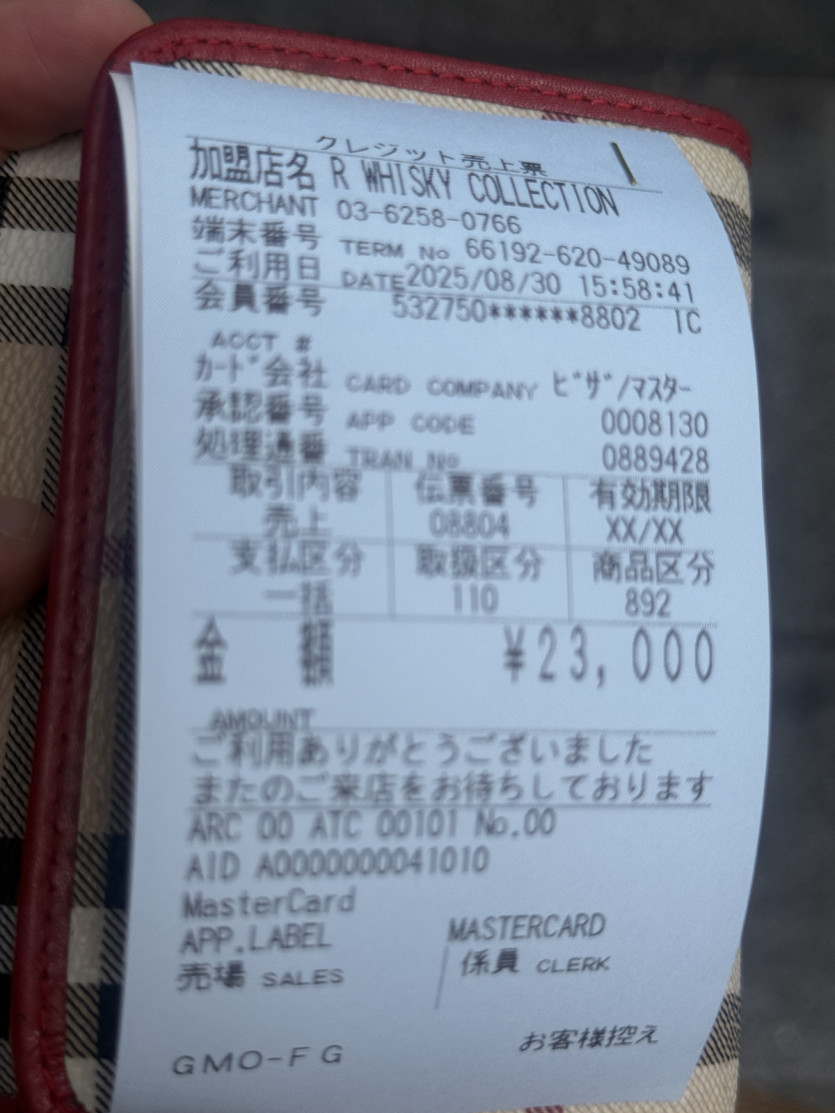 クレジット売上票
加盟店名 R WHISKY COLLECTION
MERCHANT 03-6258-0766
端末番号 TERM No 66192-620-49089
ご利用日 DATE2025/08/30 15:58:41
会員番号 532750******8802 IC
ACCT #
ｶｰﾄﾞ会社 CARD COMPANY ﾋﾞｻﾞ/ﾏｽﾀｰ
承認番号 APP CODE 0008130
処理通番 TRAN No 0889428
取引内容 伝票番号 有効期限
売上 08804 XX/XX
支払区分 取扱区分 商品区分
一括 110 892
金額 ¥23,000
AMOUNT
ご利用ありがとうございました
またのご来店をお待ちしております
ARC 00 ATC 00101 No.00
AID A0000000041010
MasterCard
APP.LABEL MASTERCARD
売場 SALES 係員 CLERK
GMO-FG お客様控え